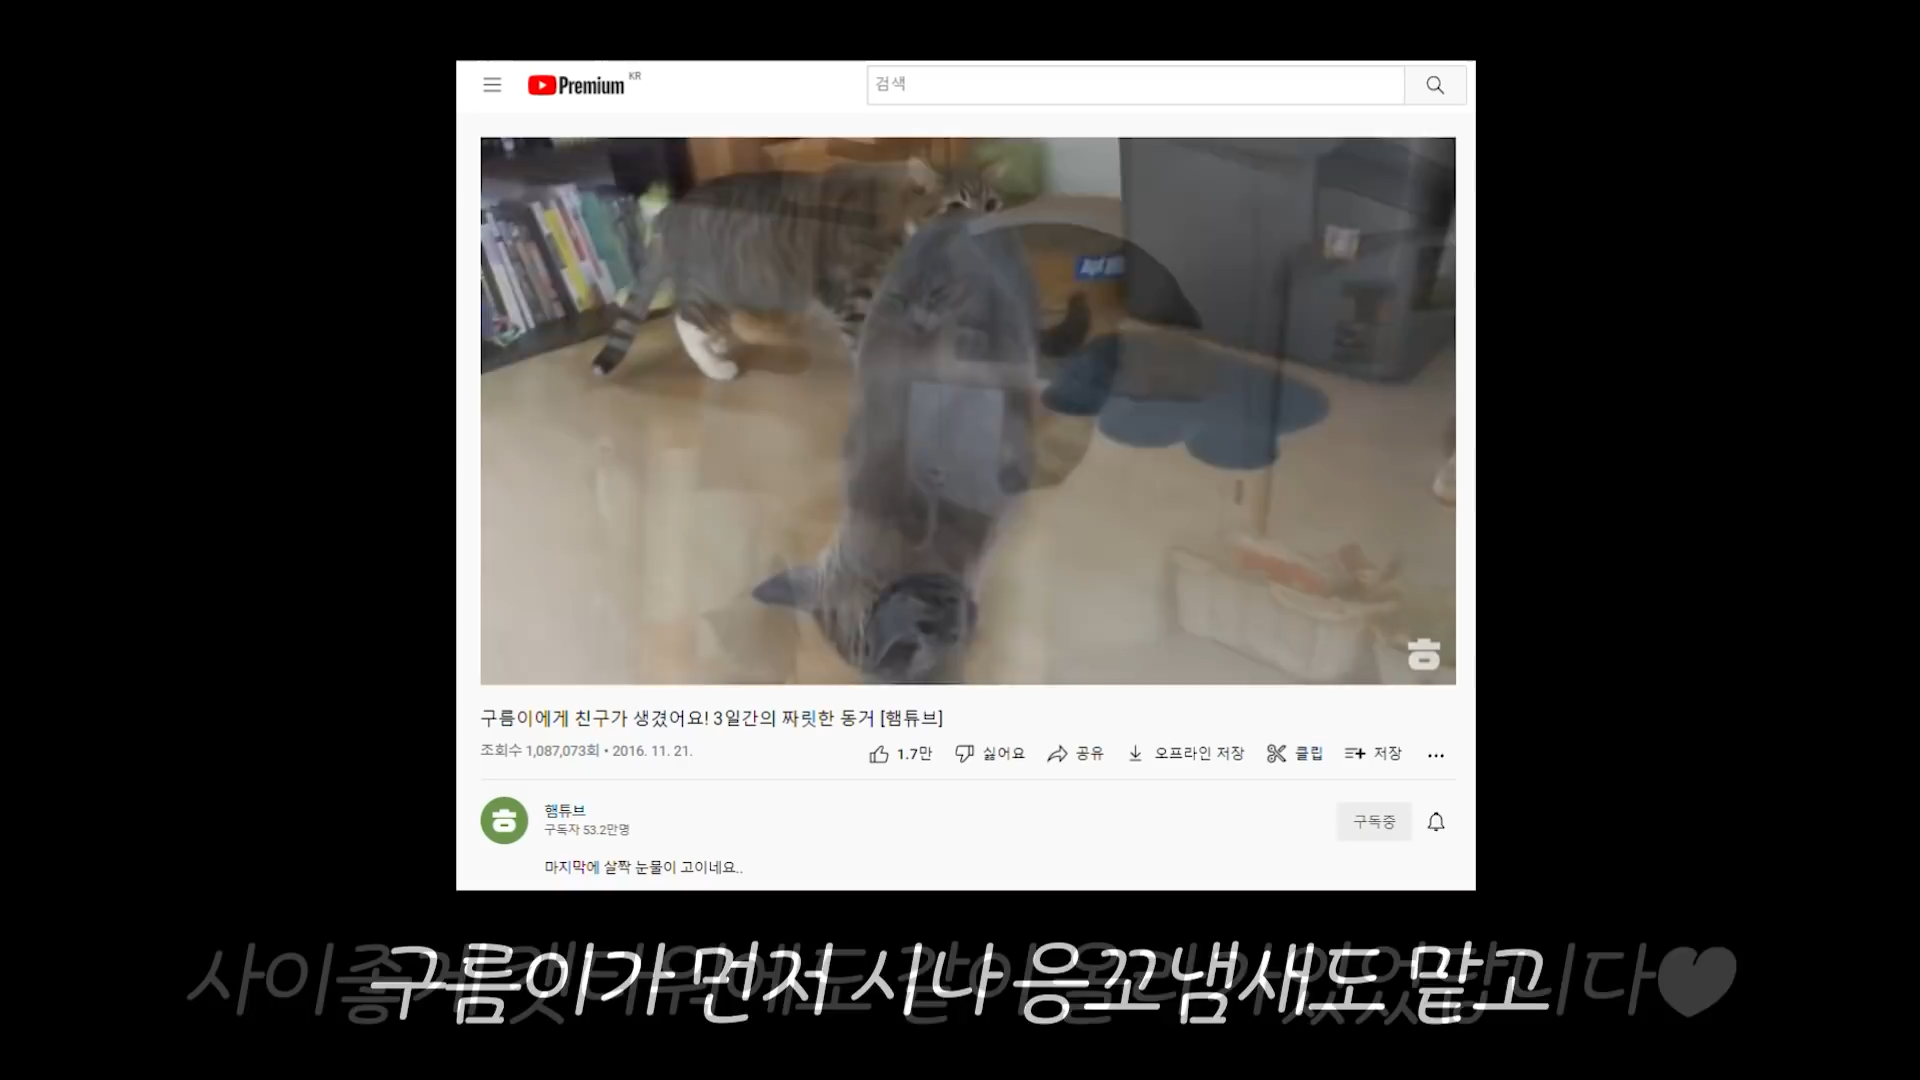 Premium KR
검색
구름이에게 친구가 생겼어요! 3일간의 짜릿한 동거 [햄튜브]
조회수 1,087,073회 • 2016. 11. 21.
1.7만 싫어요 공유 오프라인 저장 클립 저장
햄튜브
구독자 53.2만명
구독중
마지막에 살짝 눈물이 고이네요..
구름이가 먼저 시나 응꼬냄새도 맡고